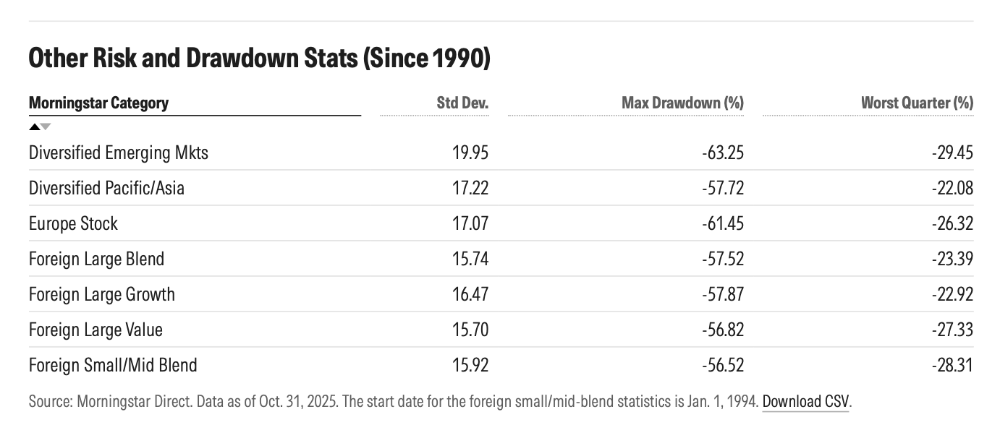 Other Risk and Drawdown Stats (Since 1990)
Morningstar Category Std Dev. Max Drawdown (%) Worst Quarter (%)
Diversified Emerging Mkts 19.95 -63.25 -29.45
Diversified Pacific/Asia 17.22 -57.72 -22.08
Europe Stock 17.07 -61.45 -26.32
Foreign Large Blend 15.74 -57.52 -23.39
Foreign Large Growth 16.47 -57.87 -22.92
Foreign Large Value 15.70 -56.82 -27.33
Foreign Small/Mid Blend 15.92 -56.52 -28.31
Source: Morningstar Direct. Data as of Oct. 31, 2025. The start date for the foreign small/mid-blend statistics is Jan. 1, 1994. Download CSV.